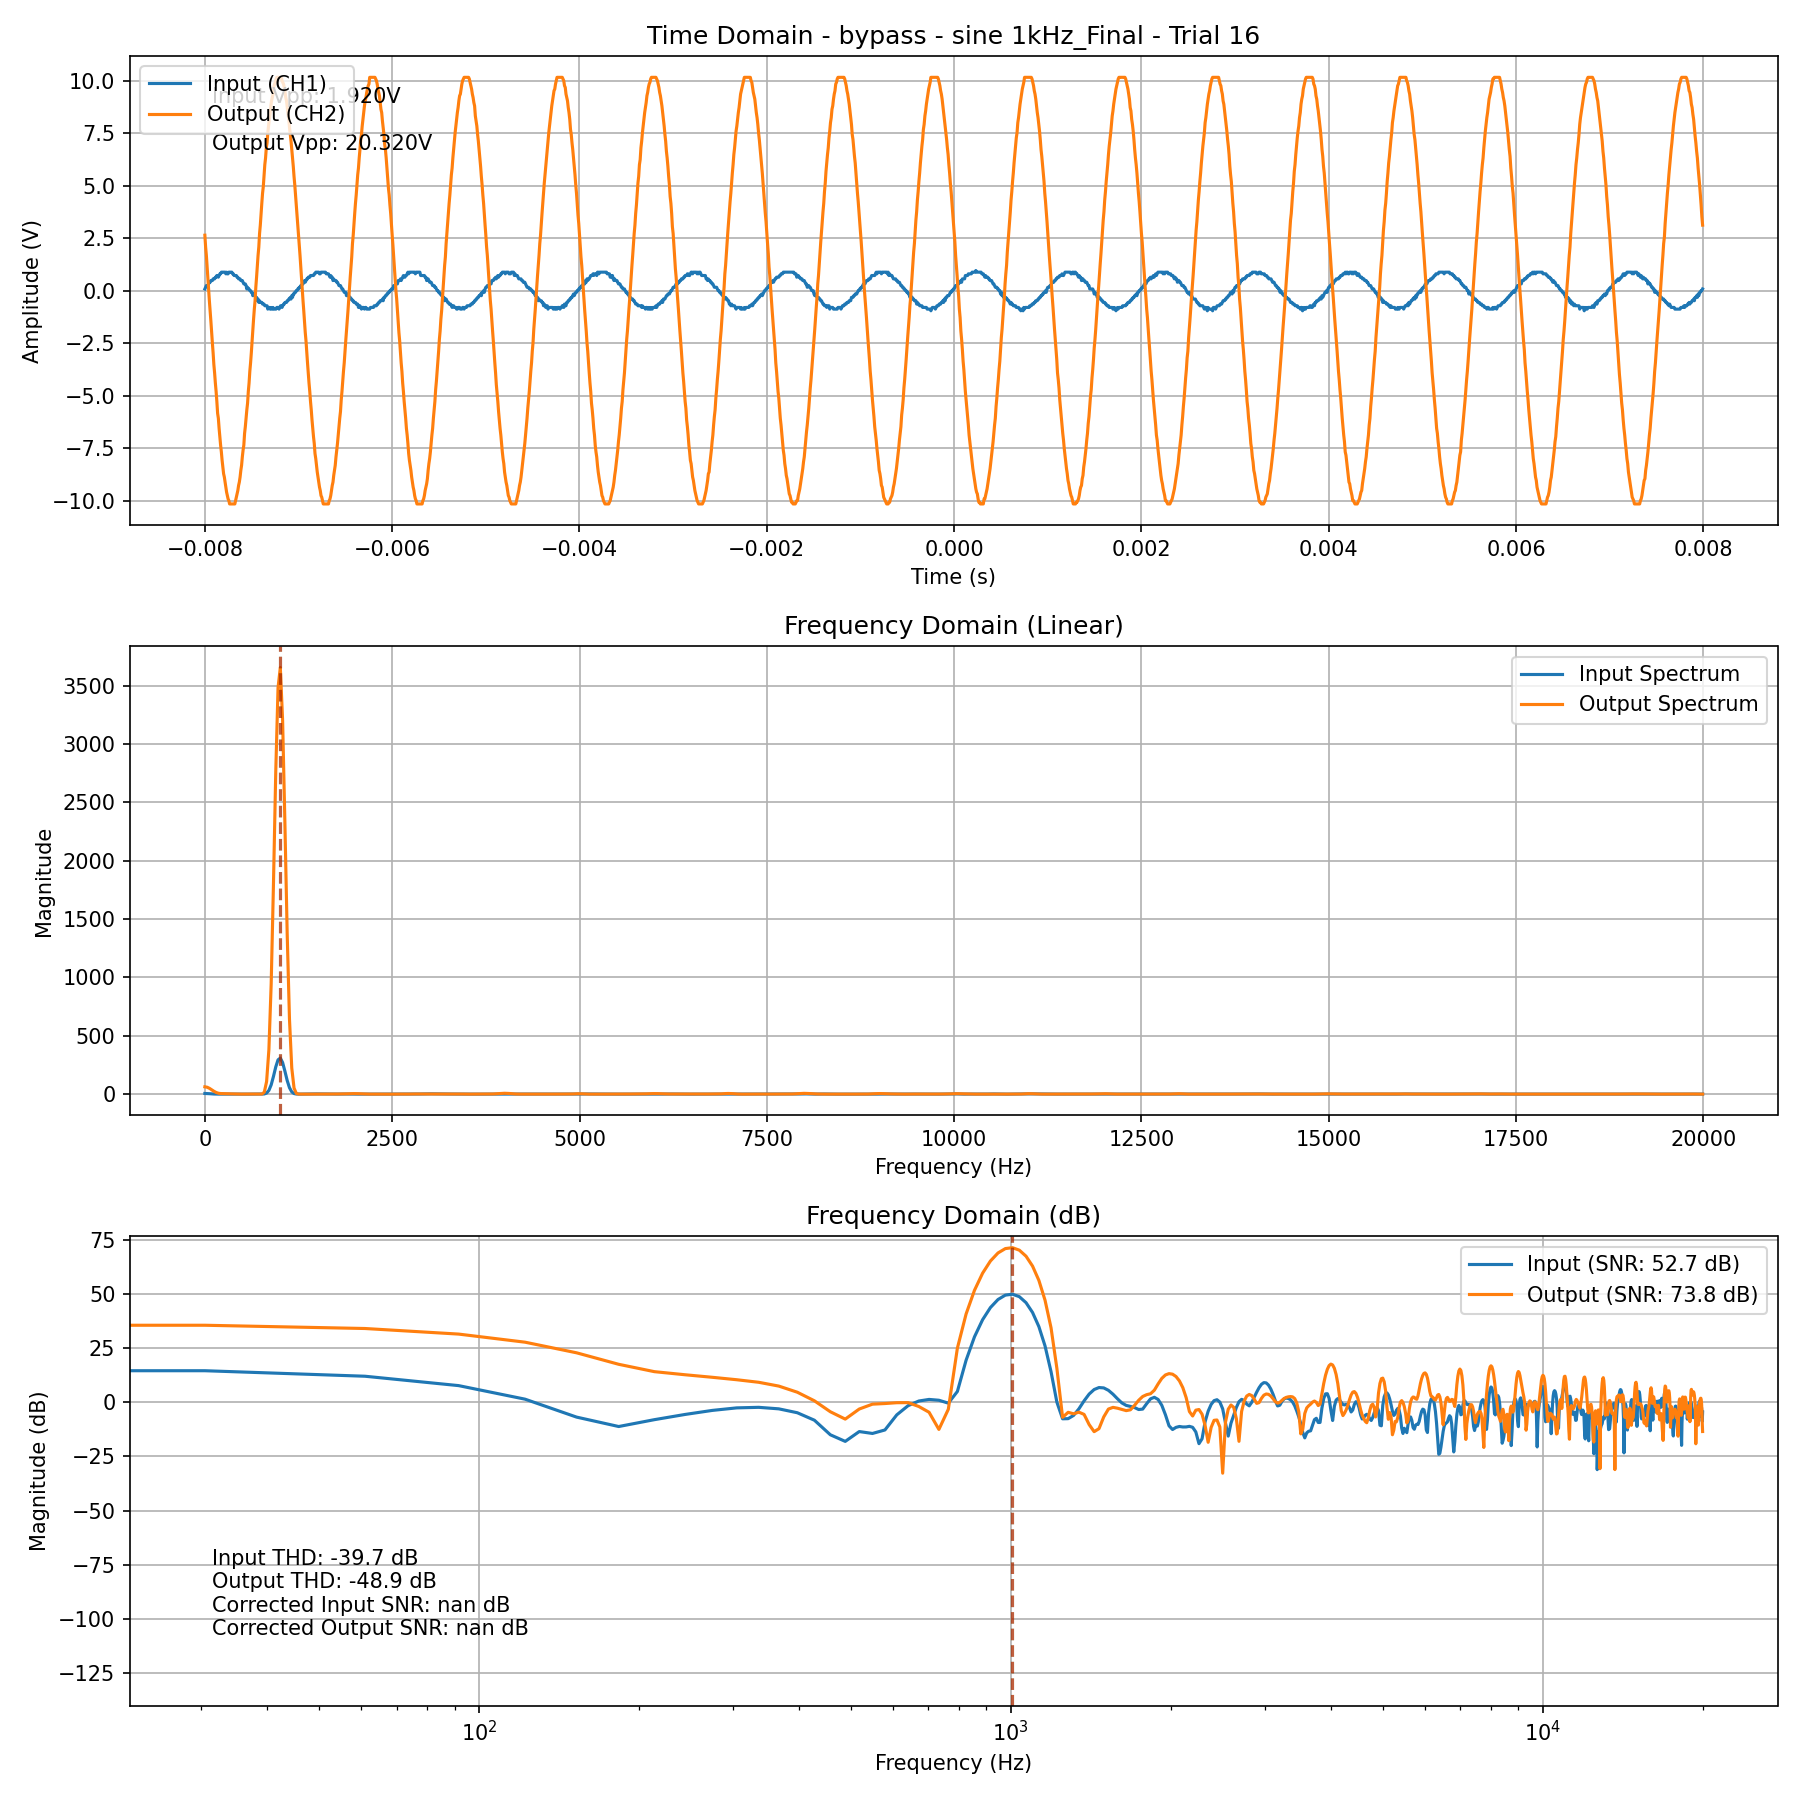 Time Domain - bypass - sine 1kHz_Final - Trial 16
Amplitude (V)
10.0
7.5
5.0
2.5
0.0
−2.5
−5.0
−7.5
−10.0
Input (CH1)
Output (CH2)
Input Vpp: 1.920V
Output Vpp: 20.320V
−0.008
−0.006
−0.004
−0.002
0.000
0.002
0.004
0.006
0.008
Time (s)
Frequency Domain (Linear)
Magnitude
3500
3000
2500
2000
1500
1000
500
0
Input Spectrum
Output Spectrum
0
2500
5000
7500
10000
12500
15000
17500
20000
Frequency (Hz)
Frequency Domain (dB)
Magnitude (dB)
75
50
25
0
−25
−50
−75
−100
−125
Input (SNR: 52.7 dB)
Output (SNR: 73.8 dB)
Input THD: -39.7 dB
Output THD: -48.9 dB
Corrected Input SNR: nan dB
Corrected Output SNR: nan dB
10²
10³
10⁴
Frequency (Hz)